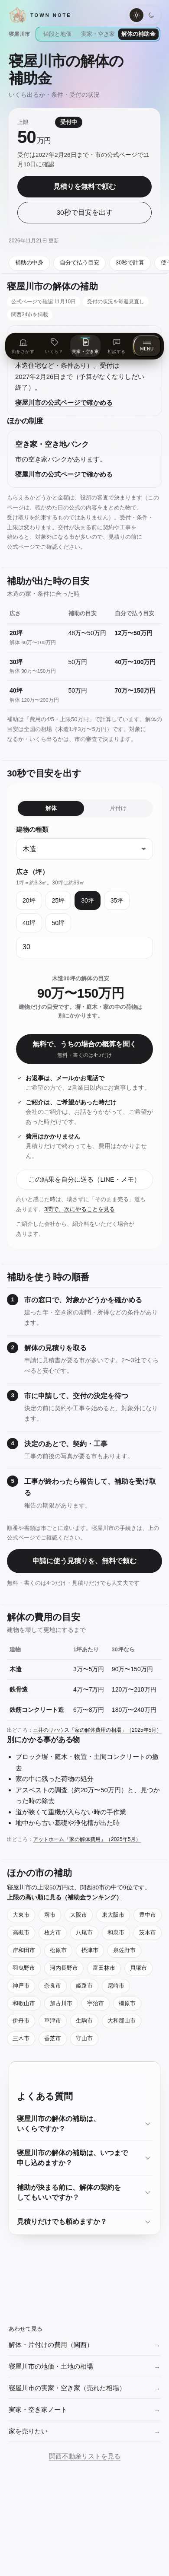 TOWN NOTE
寝屋川市 値段と地価 実家・空き家 解体の補助金
寝屋川市の解体の
補助金
いくら出るか・条件・受付の状況
上限 受付中
50万円
受付は2027年2月26日まで・市の公式ページで11
月10日に確認
見積りを無料で頼む
30秒で目安を出す
2026年11月21日 更新
補助の中身 自分で払う目安 30秒で計算
寝屋川市の解体の補助
公式ページで確認 11月10日 受付の状況を毎週見直し
関西34市を掲載
街をさがす いくら？ 実家・空き家 相談する MENU
木造住宅など・条件あり）。受付は
2027年2月26日まで（予算がなくなりしだい
終了）。
寝屋川市の公式ページで確かめる
ほかの制度
空き家・空き地バンク
市の空き家バンクがあります。
寝屋川市の公式ページで確かめる
もらえるかどうかと金額は、役所の審査で決まります（この
ページは、確かめた日の公式の内容をまとめた物で、
受け取りを約束するものではありません）。受付・条件・
上限は変わります。交付が決まる前に契約や工事を
始めると、対象外になる市が多いので、見積りの前に
公式ページでご確認ください。
補助が出た時の目安
木造の家・条件に合った時
広さ 補助の目安 自分で払う目安
20坪 48万〜50万円 12万〜50万円
解体 60万〜100万円
30坪 50万円 40万〜100万円
解体 90万〜150万円
40坪 50万円 70万〜150万円
解体 120万〜200万円
補助は「費用の4/5・上限50万円」で計算しています。解体の
目安は全国の相場（木造1坪3万〜5万円）です。対象に
なるか・いくら出るかは、市の審査で決まります。
30秒で目安を出す
解体 片付け
建物の種類
木造
広さ（坪）
1坪＝約3.3㎡。30坪は約99㎡
20坪 25坪 30坪 35坪
40坪 50坪
30
木造30坪の解体の目安
90万〜150万円
建物だけの目安です。塀・庭木・家の中の荷物は
別にかかります。
無料で、うちの場合の概算を聞く
無料・書くのは4つだけ
お返事は、メールかお電話で
ご希望の方で、2営業日以内にお返事します。
ご紹介は、ご希望があった時だけ
会社のご紹介は、お話をうかがって、ご希望が
あった時だけです。
費用はかかりません
見積りだけで終わっても、費用はかかりませ
ん。
この結果を自分に送る（LINE・メモ）
高いと感じた時は、壊さずに「そのまま売る」道も
あります。3問で、次にやることを見る
ご紹介した会社から、紹介料をいただく場合が
あります。
補助を使う時の順番
1 市の窓口で、対象かどうかを確かめる
建った年・空き家の期間・所得などの条件があり
ます。
2 解体の見積りを取る
申請に見積書が要る市が多いです。2〜3社でくら
べると安心です。
3 市に申請して、交付の決定を待つ
決定の前に契約や工事を始めると、対象外になり
ます。
4 決定のあとで、契約・工事
工事の前後の写真が要る市もあります。
5 工事が終わったら報告して、補助を受け取
る
報告の期限があります。
順番や書類は市ごとに違います。寝屋川市の手続きは、上の
公式ページでご確認ください。
申請に使う見積りを、無料で頼む
無料・書くのは4つだけ・見積りだけでも大丈夫です
解体の費用の目安
建物を壊して更地にするまで
建物 1坪あたり 30坪なら
木造 3万〜5万円 90万〜150万円
鉄骨造 4万〜7万円 120万〜210万円
鉄筋コンクリート造 6万〜8万円 180万〜240万円
出どころ：三井のリハウス「家の解体費用の相場」（2025年5月）
別にかかる事がある物
ブロック塀・庭木・物置・土間コンクリートの撤
去
家の中に残った荷物の処分
アスベストの調査（約20万〜50万円）と、見つかっ
た時の除去
道が狭くて重機が入らない時の手作業
地中から古い基礎や浄化槽が出た時
出どころ：アットホーム「家の解体費用」（2025年5月）
ほかの市の補助
寝屋川市の上限50万円は、関西30市の中で9位です。
上限の高い順に見る（補助金ランキング）
大東市 堺市 大阪市 東大阪市 豊中市
高槻市 枚方市 八尾市 和泉市 茨木市
岸和田市 松原市 摂津市 泉佐野市
羽曳野市 河内長野市 富田林市 貝塚市
神戸市 奈良市 姫路市 尼崎市
和歌山市 加古川市 宇治市 橿原市
伊丹市 草津市 生駒市 大和郡山市
三木市 香芝市 守山市
よくある質問
寝屋川市の解体の補助は、
いくらですか？
寝屋川市の解体の補助は、いつまで
申し込めますか？
補助が決まる前に、解体の契約を
してもいいですか？
見積りだけでも頼めますか？
あわせて見る
解体・片付けの費用（関西） →
寝屋川市の地価・土地の相場 →
寝屋川市の実家・空き家（売れた相場） →
実家・空き家ノート →
家を売りたい →
関西不動産リストを見る